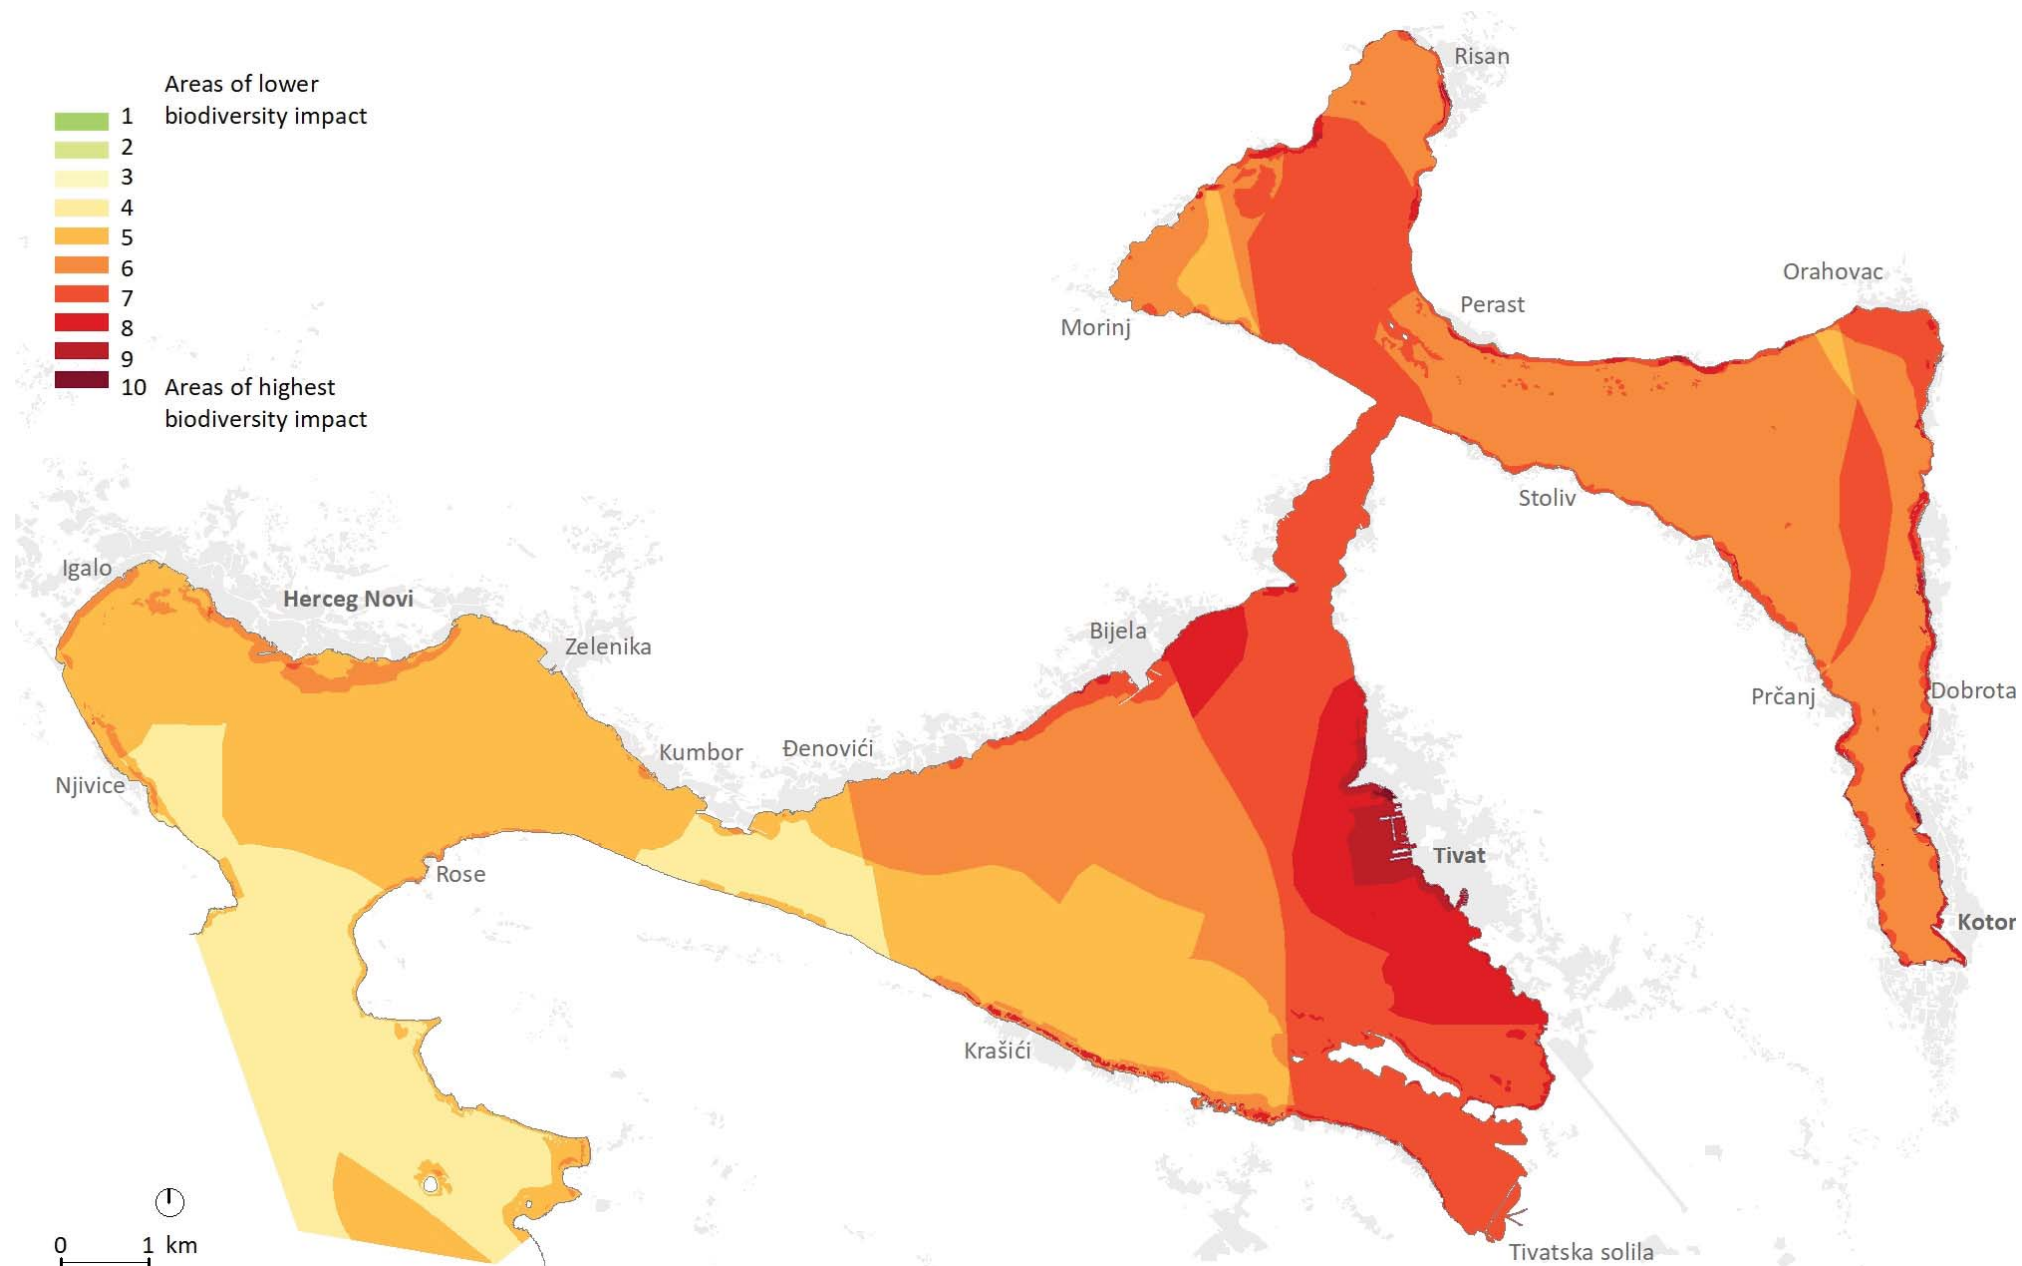 Areas of lower
biodiversity impact
1
2
3
4
5
6
7
8
9
10
Areas of highest
biodiversity impact
Risan
Orahovac
Perast
Morinj
Stoliv
Igalo
Herceg Novi
Zelenika
Bijela
Prčanj
Dobrota
Kumbor
Đenovići
Njivice
Tivat
Rose
Kotor
Krašići
Tivatska solila
0
1 km